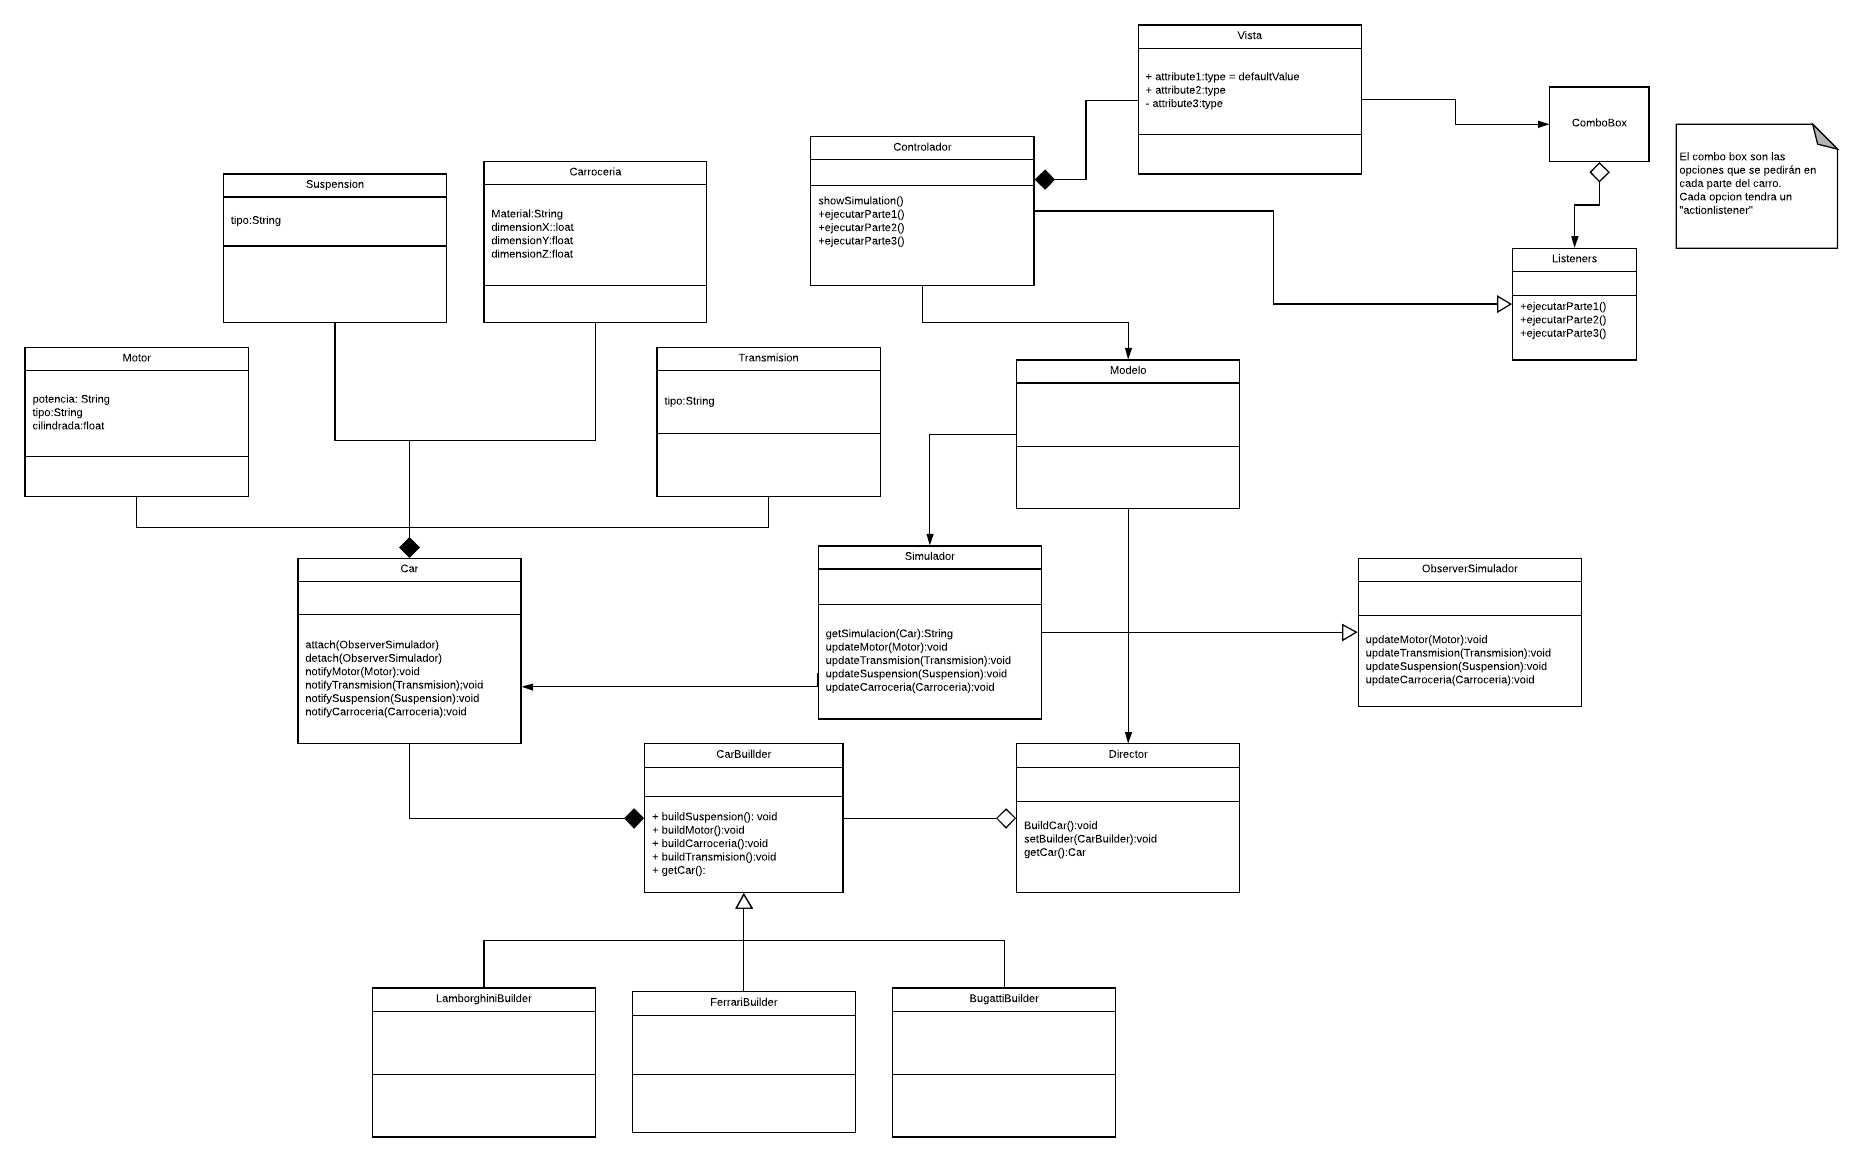 Vista
+ attribute1:type = defaultValue
+ attribute2:type
- attribute3:type
ComboBox
El combo box son las
opciones que se pedirán en
cada parte del carro.
Cada opcion tendra un
"actionlistener"
Controlador
showSimulation()
+ejecutarParte1()
+ejecutarParte2()
+ejecutarParte3()
Suspension
tipo:String
Carroceria
Material:String
dimensionX::loat
dimensionY:float
dimensionZ:float
Listeners
+ejecutarParte1()
+ejecutarParte2()
+ejecutarParte3()
Motor
potencia: String
tipo:String
cilindrada:float
Transmision
tipo:String
Modelo
Car
attach(ObserverSimulador)
detach(ObserverSimulador)
notifyMotor(Motor):void
notifyTransmision(Transmision);void
notifySuspension(Suspension):void
notifyCarroceria(Carroceria):void
Simulador
getSimulacion(Car):String
updateMotor(Motor):void
updateTransmision(Transmision):void
updateSuspension(Suspension):void
updateCarroceria(Carroceria):void
ObserverSimulador
updateMotor(Motor):void
updateTransmision(Transmision):void
updateSuspension(Suspension):void
updateCarroceria(Carroceria):void
CarBuillder
+ buildSuspension(): void
+ buildMotor():void
+ buildCarroceria():void
+ buildTransmision():void
+ getCar():
Director
BuildCar():void
setBuilder(CarBuilder):void
getCar():Car
LamborghiniBuilder
FerrariBuilder
BugattiBuilder